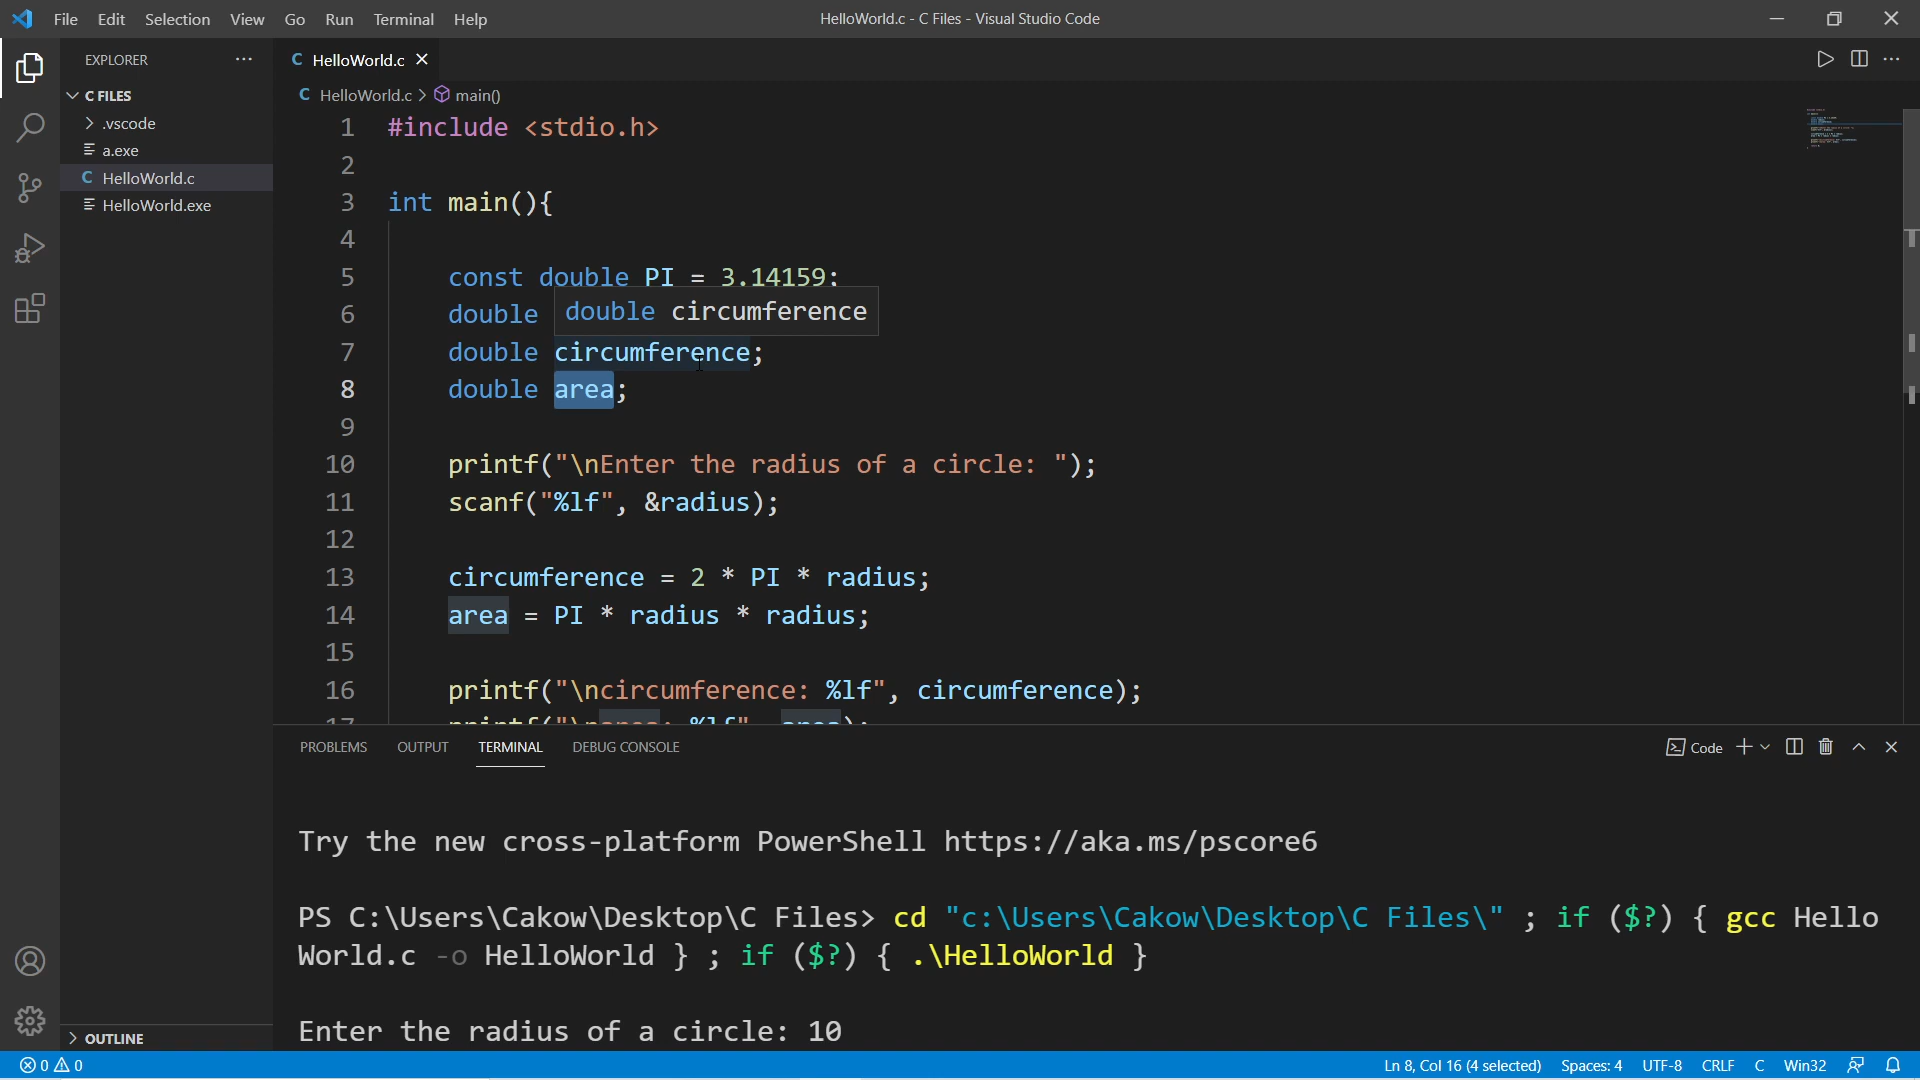 File Edit Selection View Go Run Terminal Help
HelloWorld.c - C Files - Visual Studio Code
EXPLORER
C FILES
.vscode
a.exe
C HelloWorld.c
HelloWorld.exe
OUTLINE
C HelloWorld.c
C HelloWorld.c > main()
1 #include <stdio.h>
2
3 int main(){
4
5 const double PI = 3.14159;
6 double
double circumference
7 double circumference;
8 double area;
9
10 printf("\nEnter the radius of a circle: ");
11 scanf("%lf", &radius);
12
13 circumference = 2 * PI * radius;
14 area = PI * radius * radius;
15
16 printf("\ncircumference: %lf", circumference);
17 printf("\narea: %lf", area);
PROBLEMS OUTPUT TERMINAL DEBUG CONSOLE
Code
Try the new cross-platform PowerShell https://aka.ms/pscore6
PS C:\Users\Cakow\Desktop\C Files> cd "c:\Users\Cakow\Desktop\C Files\" ; if ($?) { gcc Hello
World.c -o HelloWorld } ; if ($?) { .\HelloWorld }
Enter the radius of a circle: 10
0 0
Ln 8, Col 16 (4 selected) Spaces: 4 UTF-8 CRLF C Win32